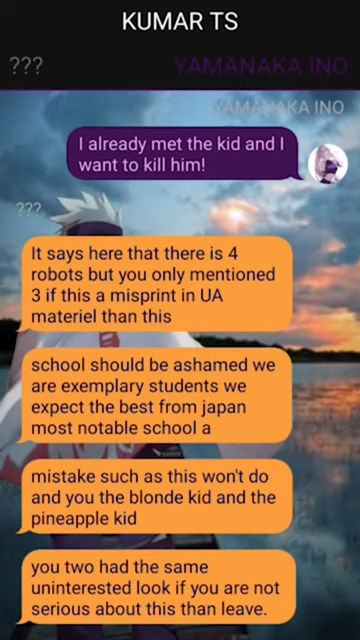 KUMAR TS
??? YAMANAKA INO
YAMANAKA INO
I already met the kid and I
want to kill him!
???
It says here that there is 4
robots but you only mentioned
3 if this a misprint in UA
materiel than this
school should be ashamed we
are exemplary students we
expect the best from japan
most notable school a
mistake such as this won't do
and you the blonde kid and the
pineapple kid
you two had the same
uninterested look if you are not
serious about this than leave.